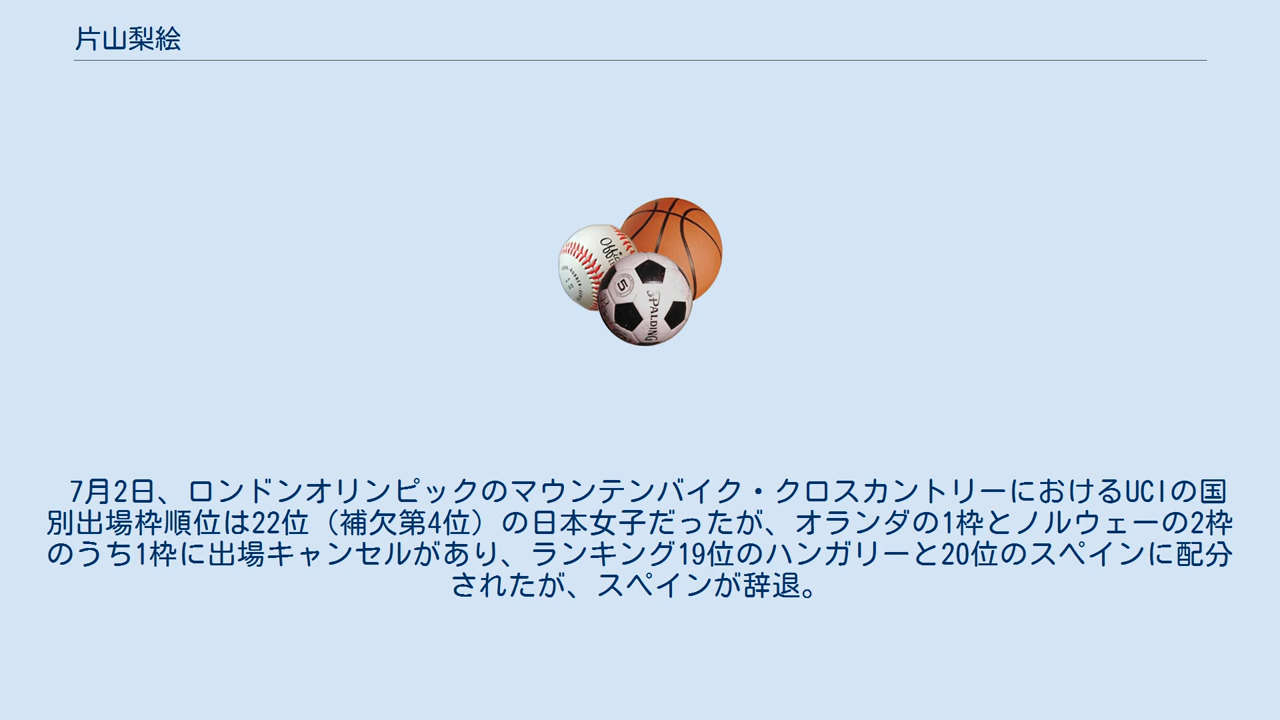 片山梨絵
Offic
5
SPALDING
7月2日、ロンドンオリンピックのマウンテンバイク・クロスカントリーにおけるUCIの国
別出場枠順位は22位（補欠第4位）の日本女子だったが、オランダの1枠とノルウェーの2枠
のうち1枠に出場キャンセルがあり、ランキング19位のハンガリーと20位のスペインに配分
されたが、スペインが辞退。